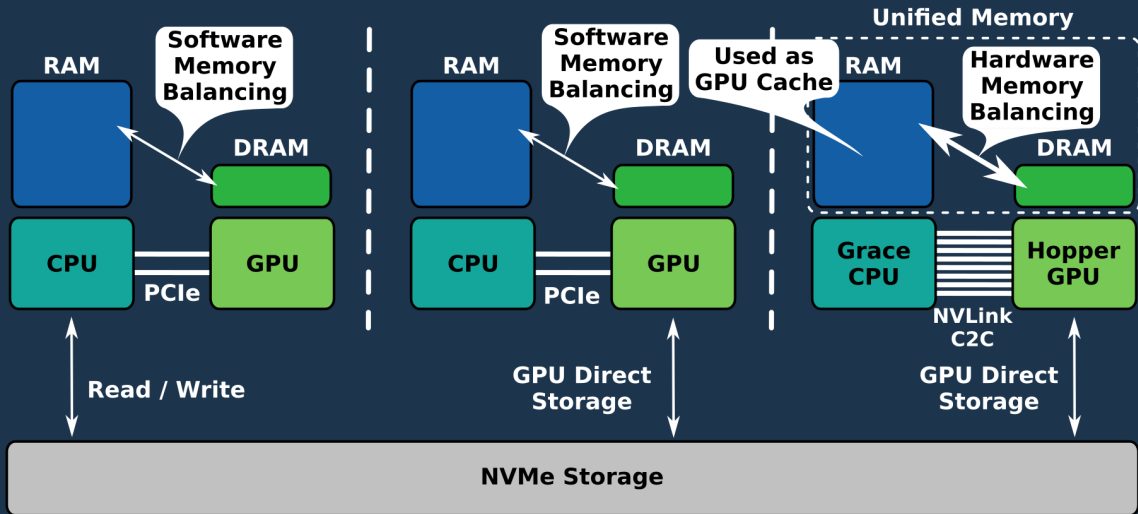 RAM
Software
Memory
Balancing
DRAM
CPU
GPU
PCIe
Read / Write
RAM
Software
Memory
Balancing
DRAM
CPU
GPU
PCIe
GPU Direct
Storage
Unified Memory
Used as
GPU Cache
RAM
Hardware
Memory
Balancing
DRAM
Grace
CPU
Hopper
GPU
NVLink
C2C
GPU Direct
Storage
NVMe Storage